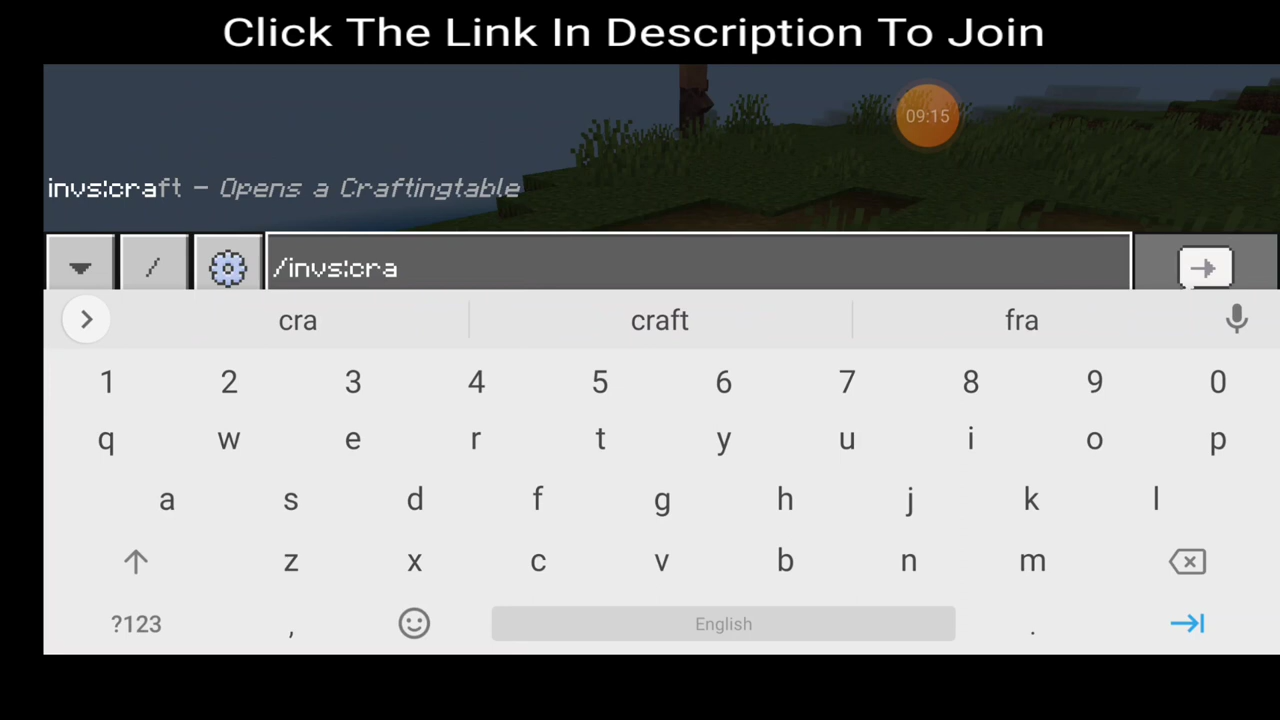 Click The Link In Description To Join
09:15
invs:craft – Opens a Craftingtable
/ /invs:cra
cra craft fra
1 2 3 4 5 6 7 8 9 0
q w e r t y u i o p
a s d f g h j k l
z x c v b n m
?123 , English .